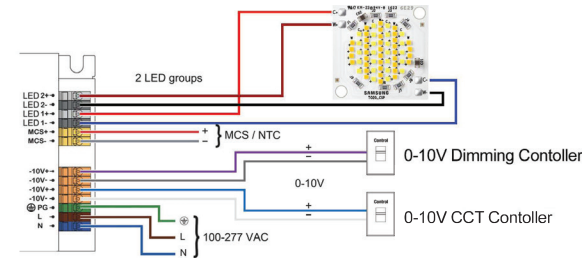 C+
W+
C-
W-
SAMSUNG
2 LED groups
LED 2+
LED 2-
LED 1+
LED 1-
MCS+
MCS-
+
−
MCS / NTC
-10V+
-10V-
-10V+
-10V-
PG
L
N
+
−
0-10V
+
−
Control
0-10V Dimming Contoller
Control
0-10V CCT Contoller
L
N
100-277 VAC